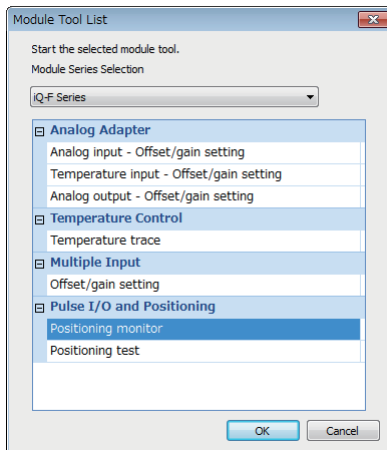 Module Tool List
Start the selected module tool.
Module Series Selection
iQ-F Series
Analog Adapter
Analog input - Offset/gain setting
Temperature input - Offset/gain setting
Analog output - Offset/gain setting
Temperature Control
Temperature trace
Multiple Input
Offset/gain setting
Pulse I/O and Positioning
Positioning monitor
Positioning test
OK Cancel